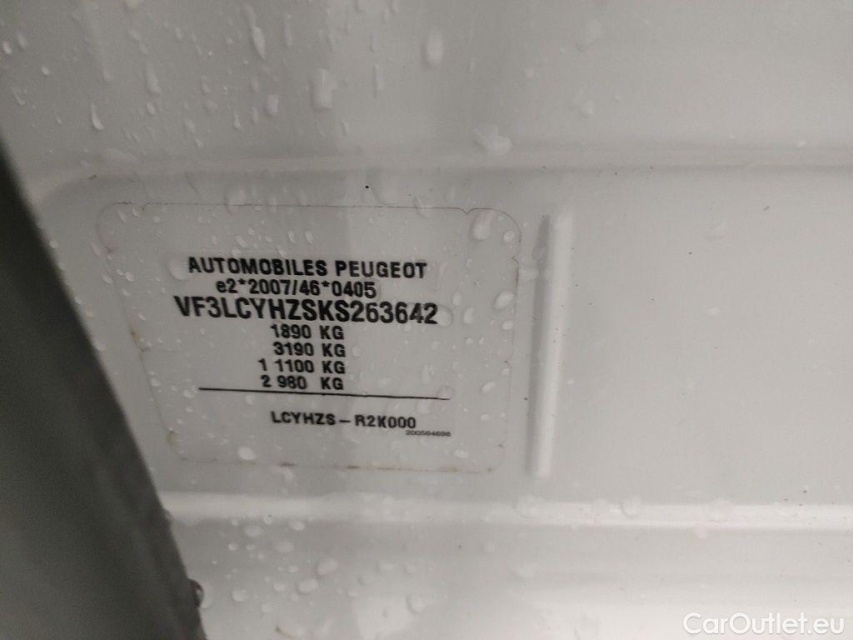 AUTOMOBILES PEUGEOT
e2*2007/46*0405
VF3LCYHZSKS263642
1890 KG
3190 KG
1 1100 KG
2 980 KG
LCYHZS-R2K000
CarOutlet.eu